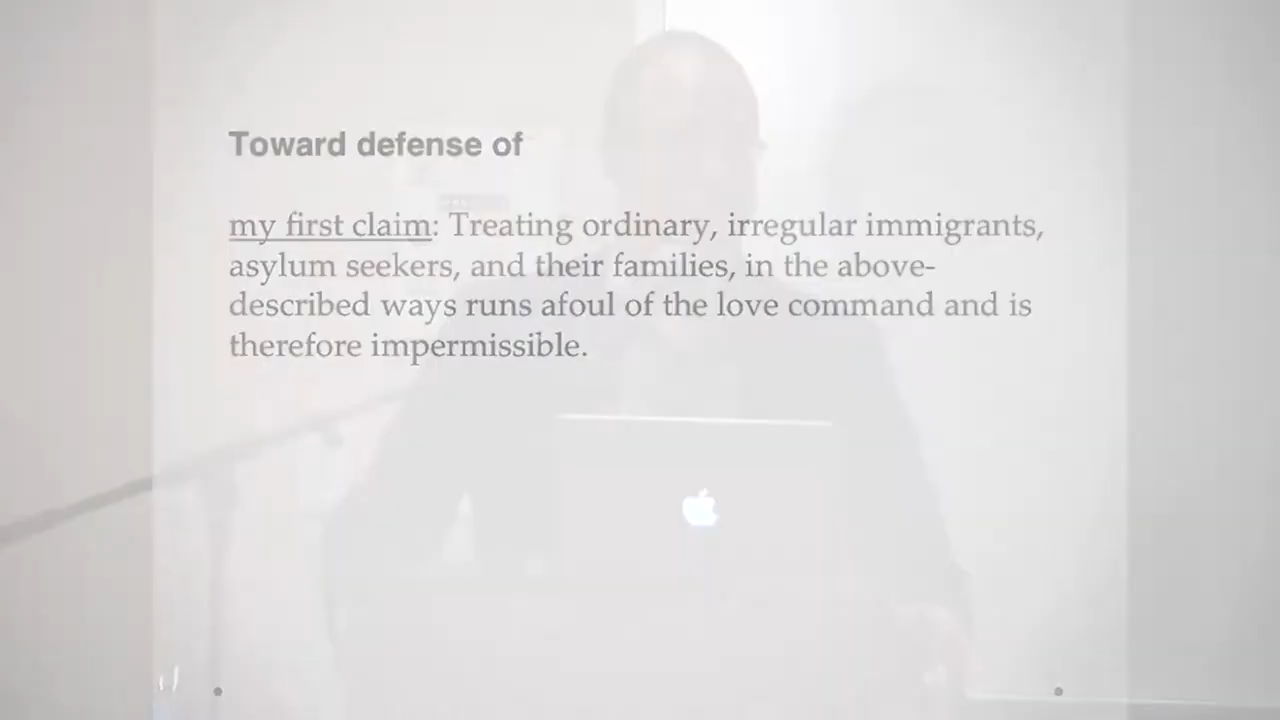 Toward defense of
my first claim: Treating ordinary, irregular immigrants,
asylum seekers, and their families, in the above-
described ways runs afoul of the love command and is
therefore impermissible.